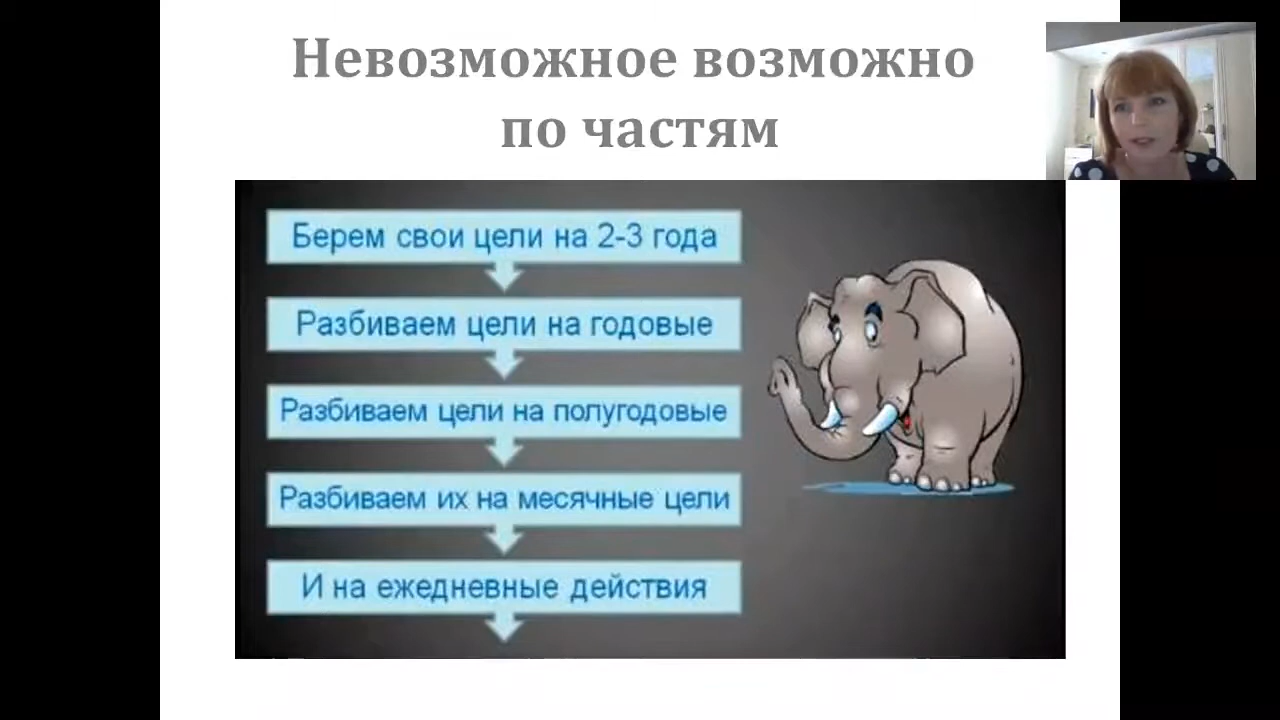 Невозможное возможно
по частям
Берем свои цели на 2-3 года
Разбиваем цели на годовые
Разбиваем цели на полугодовые
Разбиваем их на месячные цели
И на ежедневные действия